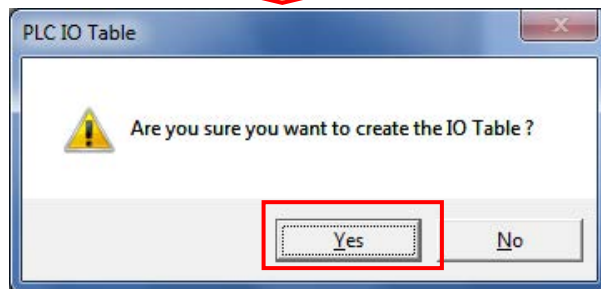 PLC IO Table
Are you sure you want to create the IO Table ?
Yes
No